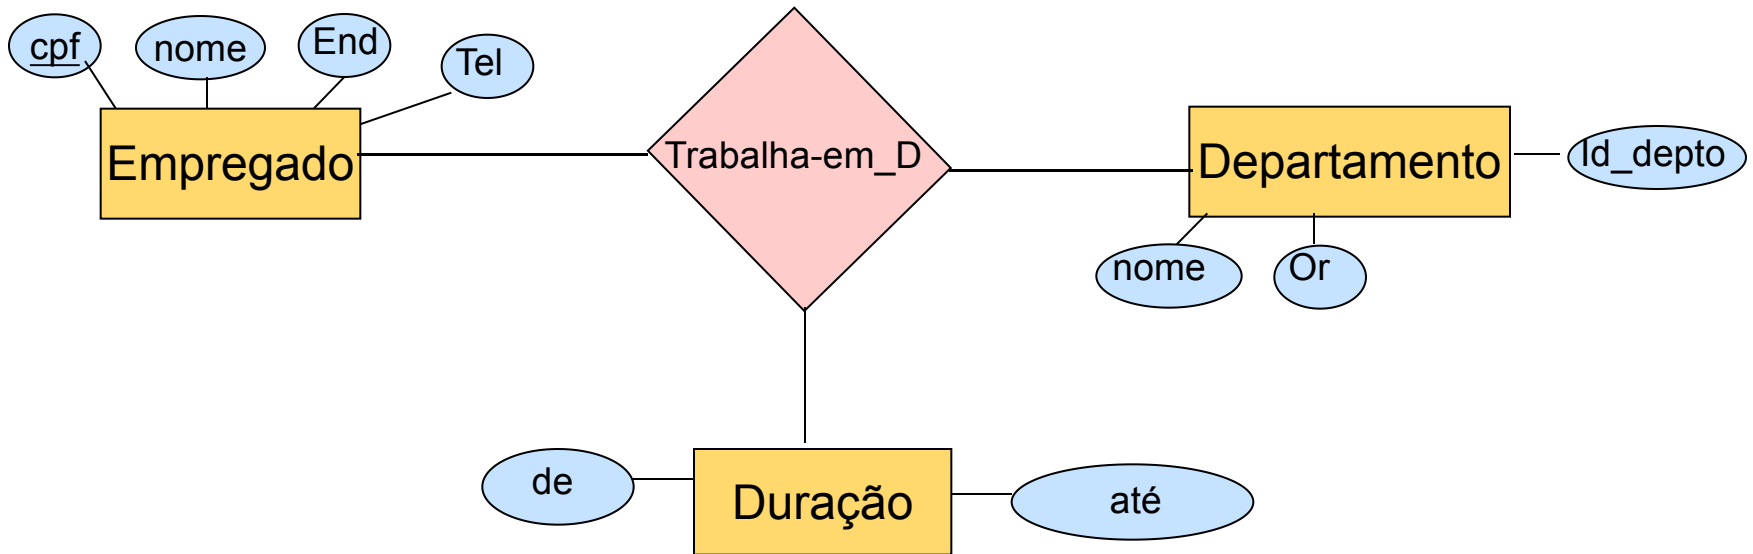 cpf
nome
End
Tel
Empregado
Trabalha-em_D
Departamento
Id_depto
nome
Or
de
Duração
até